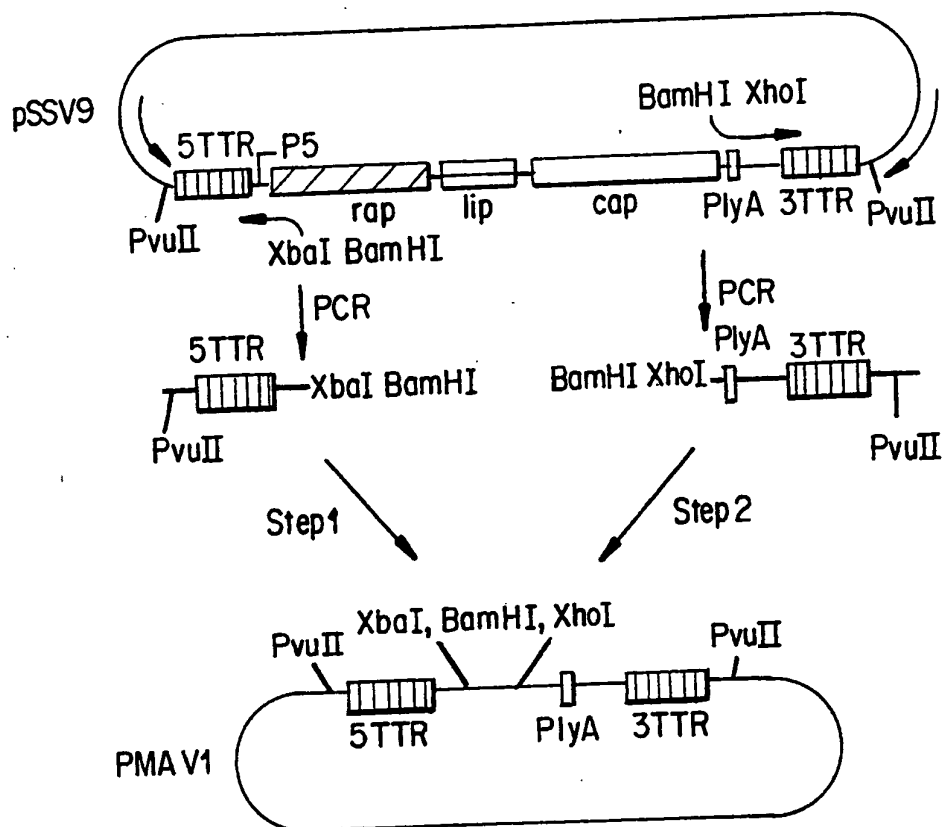 pSSV9
BamHI XhoI
5TTR P5
rap lip cap PlyA 3TTR
PvuII PvuII
XbaI BamHI
PCR PCR
5TTR PlyA 3TTR
XbaI BamHI BamHI XhoI
PvuII PvuII
Step1 Step2
XbaI, BamHI, XhoI
PvuII PvuII
5TTR PlyA 3TTR
PMA V1